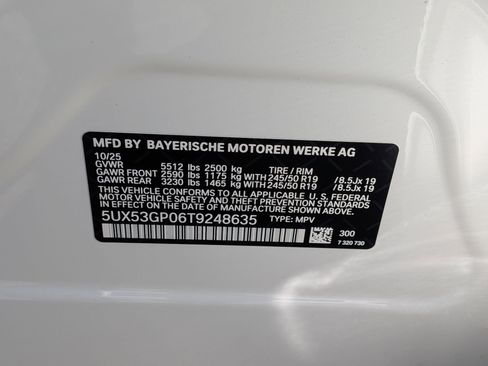 MFD BY BAYERISCHE MOTOREN WERKE AG
10/25
GVWR 5512 lbs 2500 kg TIRE / RIM
GAWR FRONT 2590 lbs 1175 kg WITH 245/50 R19 /8.5Jx 19
GAWR REAR 3230 lbs 1465 kg WITH 245/50 R19 /8.5Jx 19
THIS VEHICLE CONFORMS TO ALL APPLICABLE U.S. FEDERAL
MOTOR VEHICLE SAFETY AND THEFT PREVENTION STANDARDS
IN EFFECT ON THE DATE OF MANUFACTURE SHOWN ABOVE.
5UX53GP06T9248635 TYPE: MPV
300
7 320 730